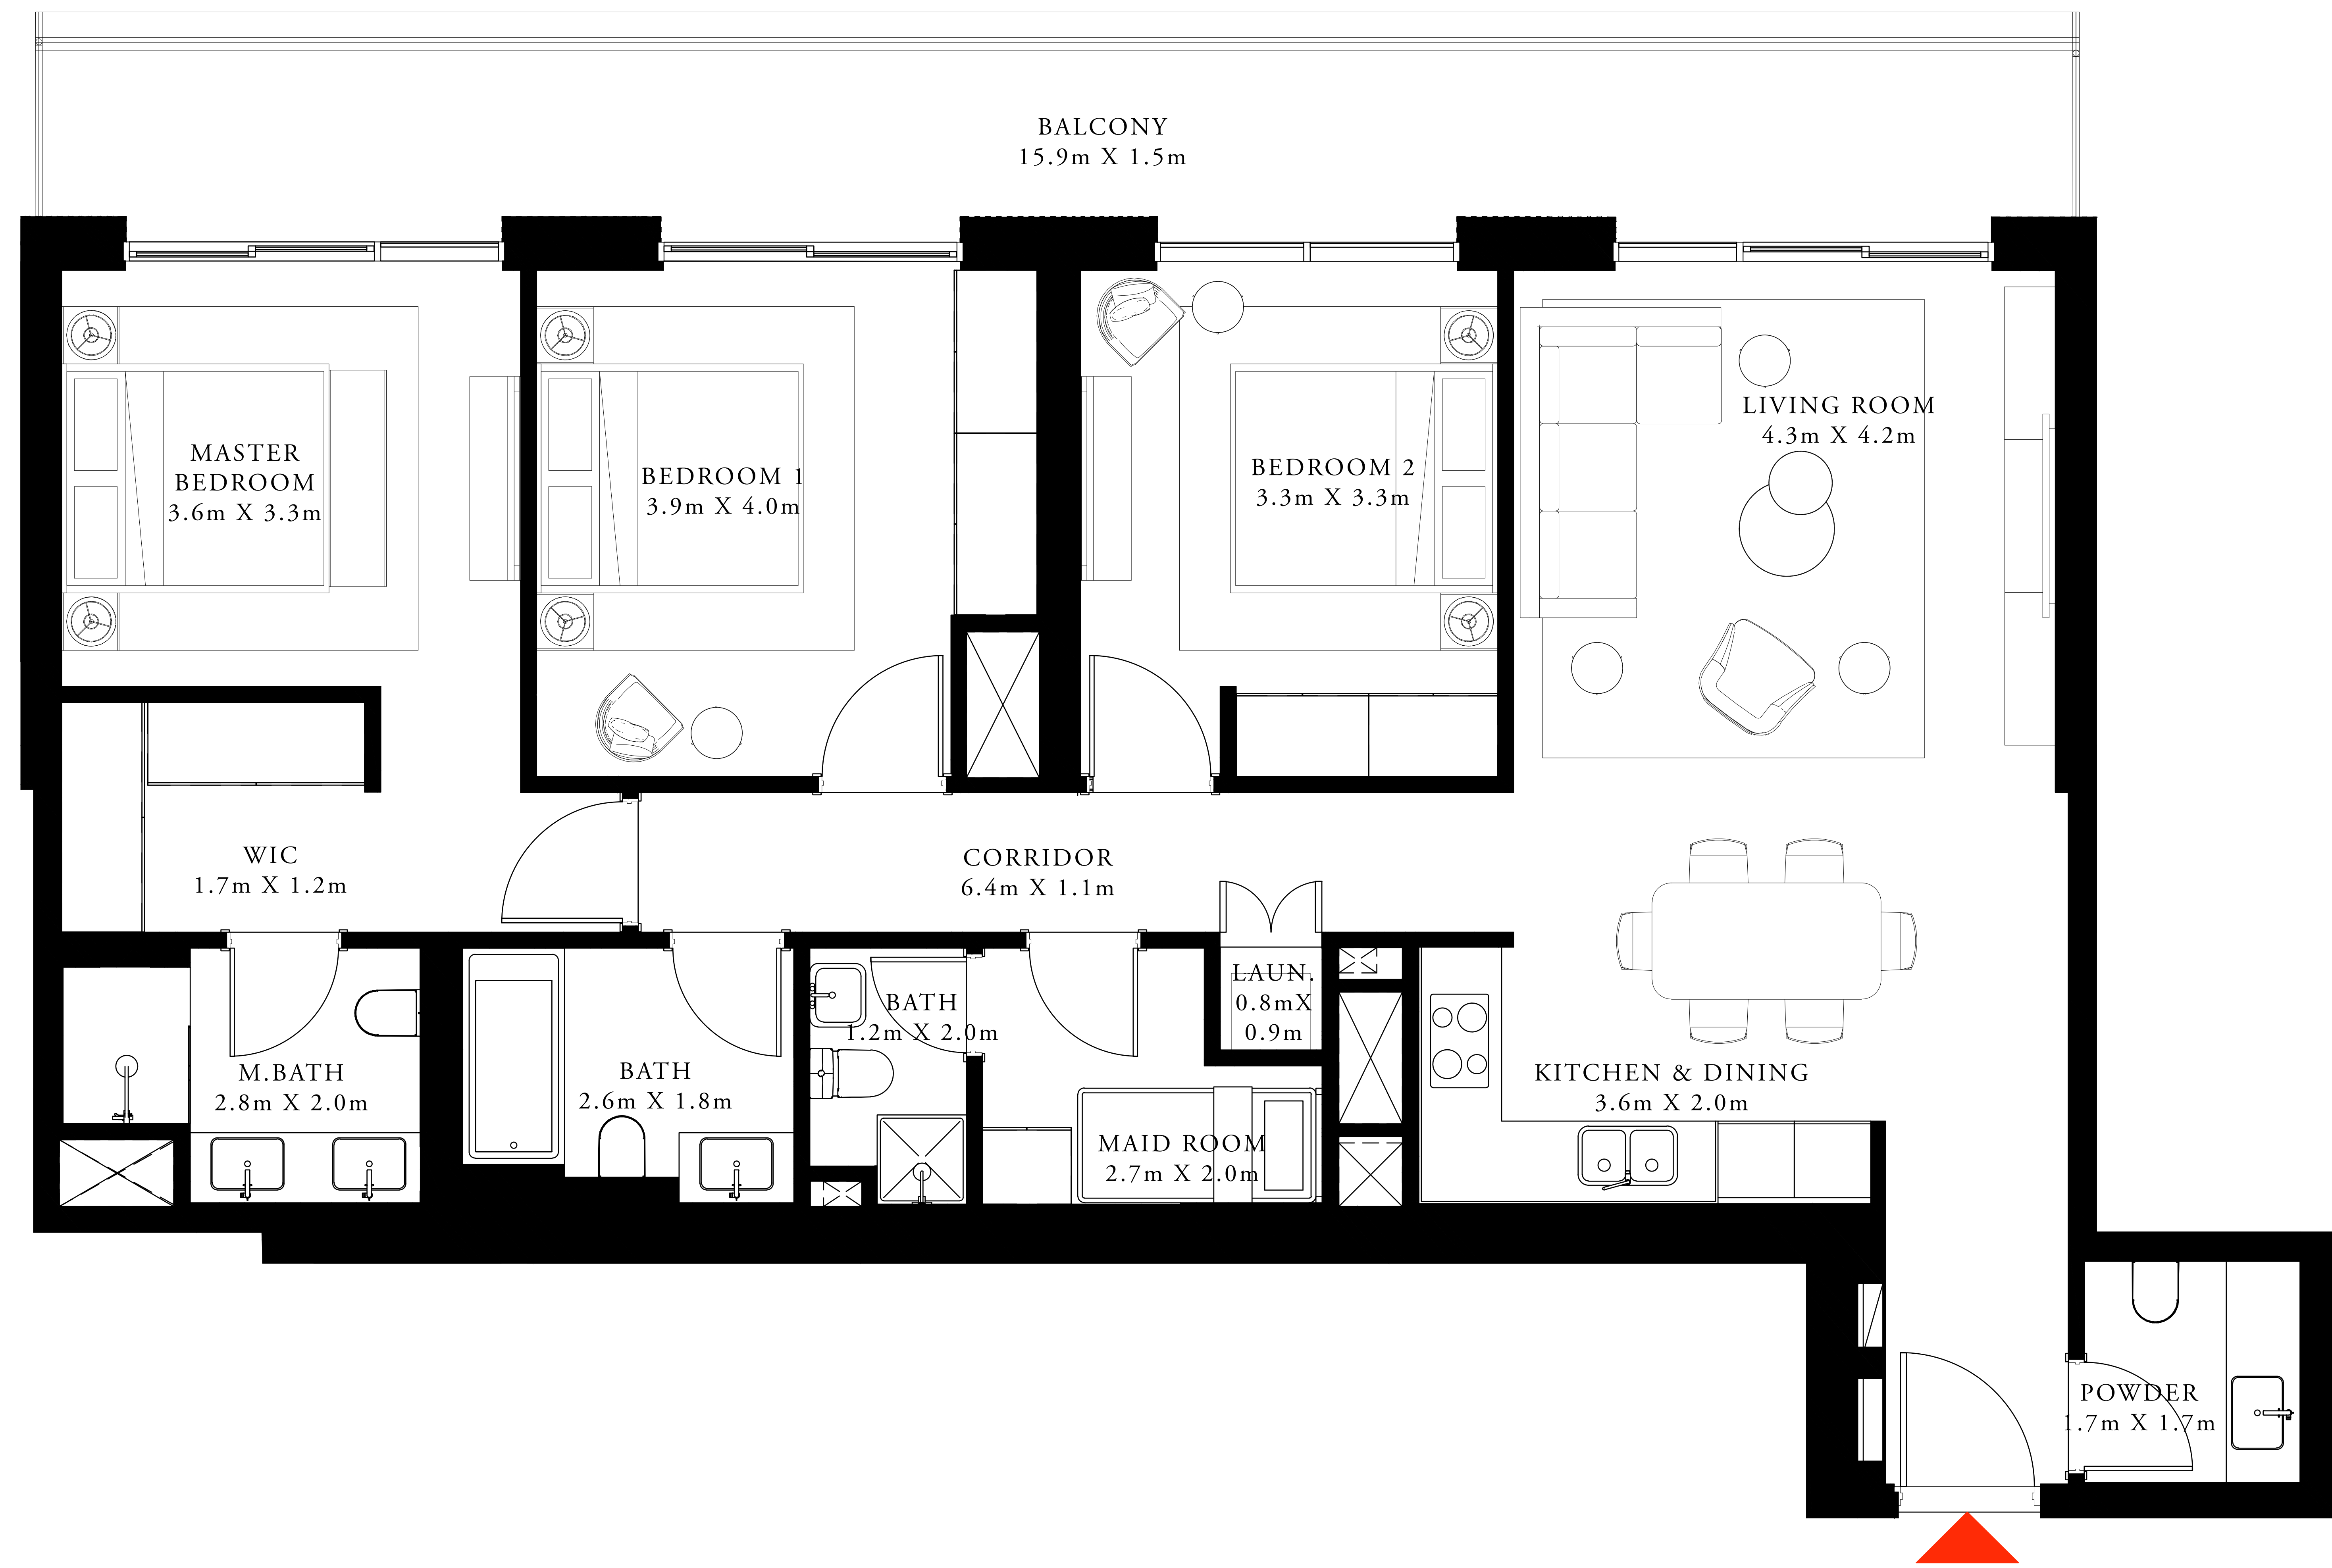 BALCONY
15.9m X 1.5m
MASTER
BEDROOM
3.6m X 3.3m
BEDROOM 1
3.9m X 4.0m
BEDROOM 2
3.3m X 3.3m
LIVING ROOM
4.3m X 4.2m
WIC
1.7m X 1.2m
CORRIDOR
6.4m X 1.1m
M.BATH
2.8m X 2.0m
BATH
2.6m X 1.8m
BATH
1.2m X 2.0m
LAUN.
0.8mX
0.9m
MAID ROOM
2.7m X 2.0m
KITCHEN & DINING
3.6m X 2.0m
POWDER
1.7m X 1.7m